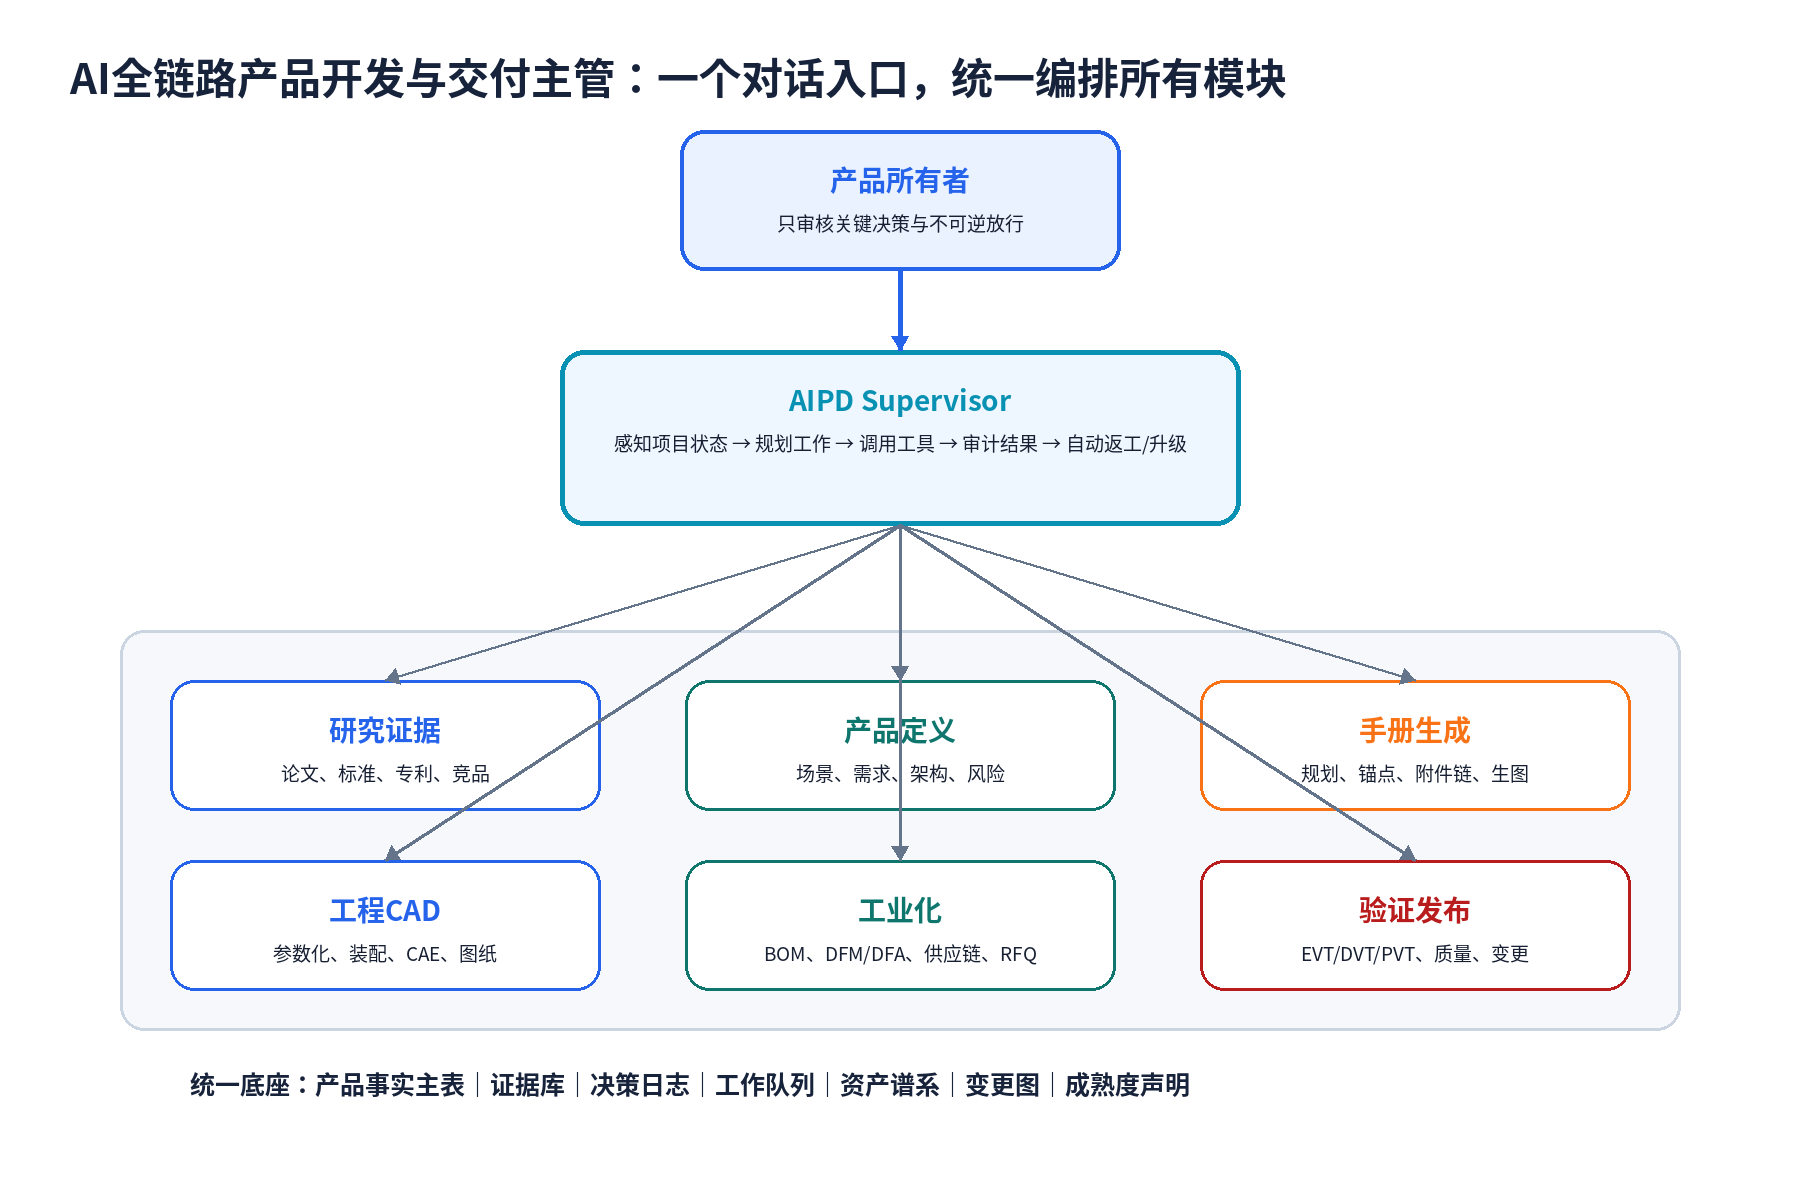 AI全链路产品开发与交付主管：一个对话入口，统一编排所有模块
产品所有者
只审核关键决策与不可逆放行
AIPD Supervisor
感知项目状态 → 规划工作 → 调用工具 → 审计结果 → 自动返工/升级
研究证据
论文、标准、专利、竞品
产品定义
场景、需求、架构、风险
手册生成
规划、锚点、附件链、生图
工程CAD
参数化、装配、CAE、图纸
工业化
BOM、DFM/DFA、供应链、RFQ
验证发布
EVT/DVT/PVT、质量、变更
统一底座：产品事实主表｜证据库｜决策日志｜工作队列｜资产谱系｜变更图｜成熟度声明